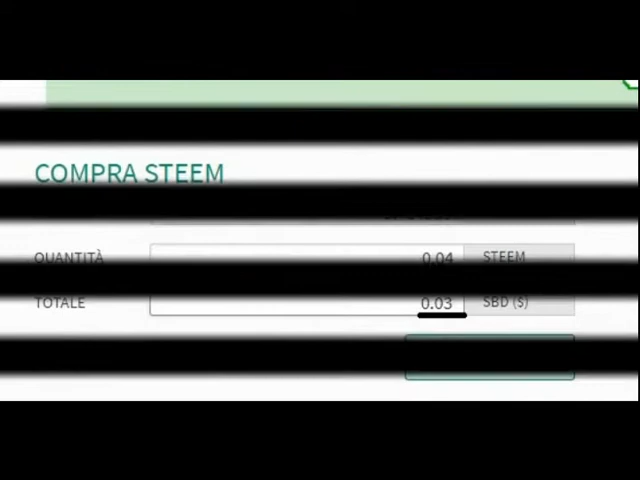 COMPRA STEEM
QUANTITÀ 0.04 STEEM
TOTALE 0.03 SBD ($)